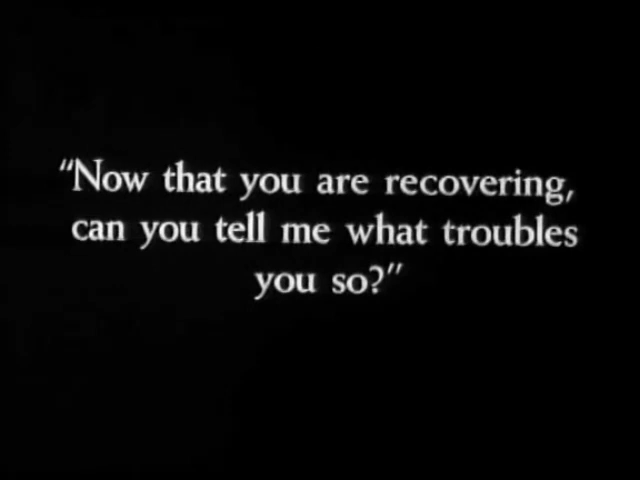 “Now that you are recovering,
can you tell me what troubles
you so?”